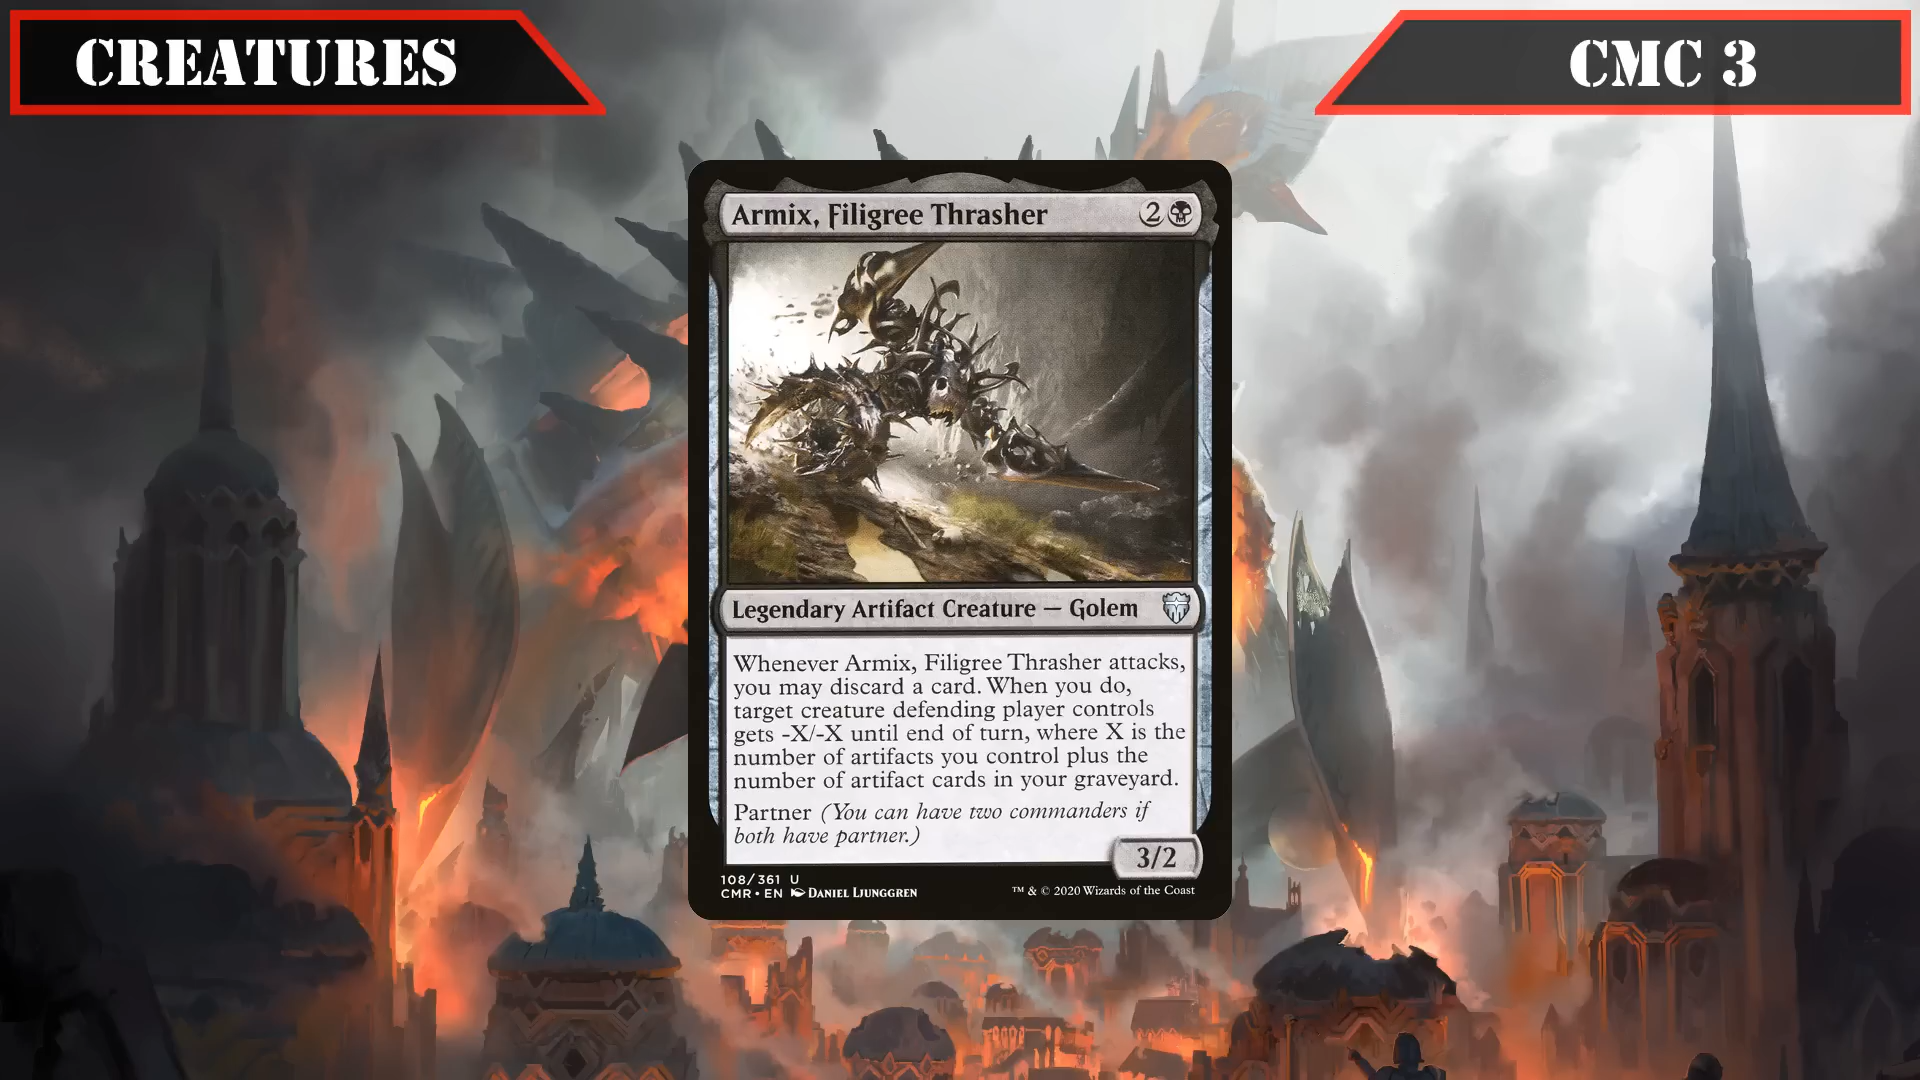 CREATURES
CMC 3
Armix, Filigree Thrasher 2
Legendary Artifact Creature — Golem
Whenever Armix, Filigree Thrasher attacks,
you may discard a card. When you do,
target creature defending player controls
gets -X/-X until end of turn, where X is the
number of artifacts you control plus the
number of artifact cards in your graveyard.
Partner (You can have two commanders if
both have partner.)
3/2
108/361 U
CMR • EN DANIEL LJUNGGREN
™ & © 2020 Wizards of the Coast